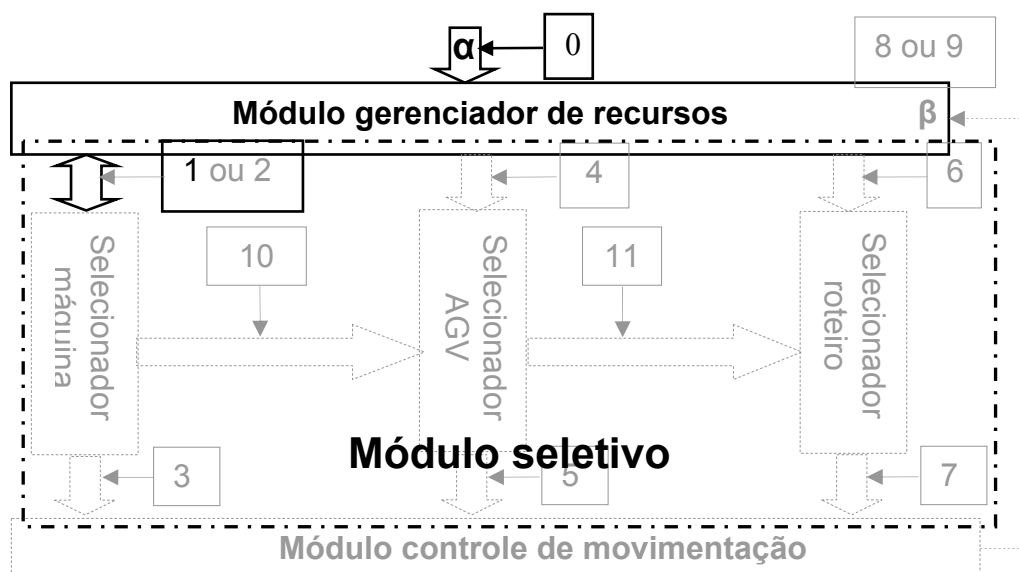 α
0
8 ou 9
Módulo gerenciador de recursos
β
1 ou 2
4
6
Selecionador
máquina
10
Selecionador
AGV
11
Selecionador
roteiro
Módulo seletivo
3
5
7
Módulo controle de movimentação